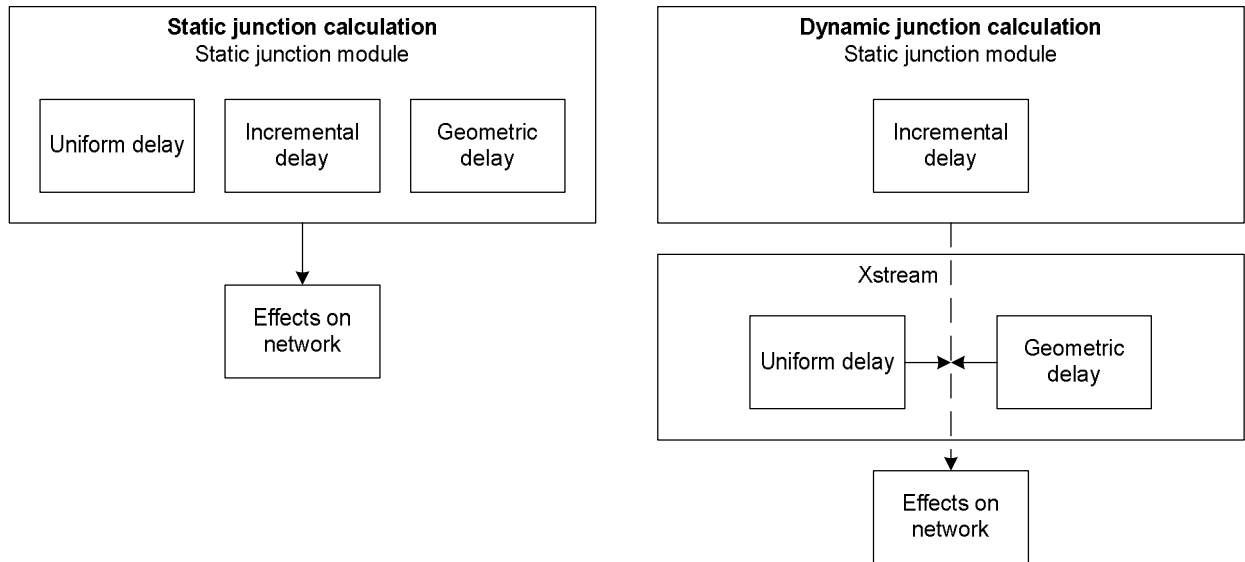 Static junction calculation
Static junction module
Uniform delay
Incremental
delay
Geometric
delay
Effects on
network
Dynamic junction calculation
Static junction module
Incremental
delay
Xstream
Uniform delay
Geometric
delay
Effects on
network